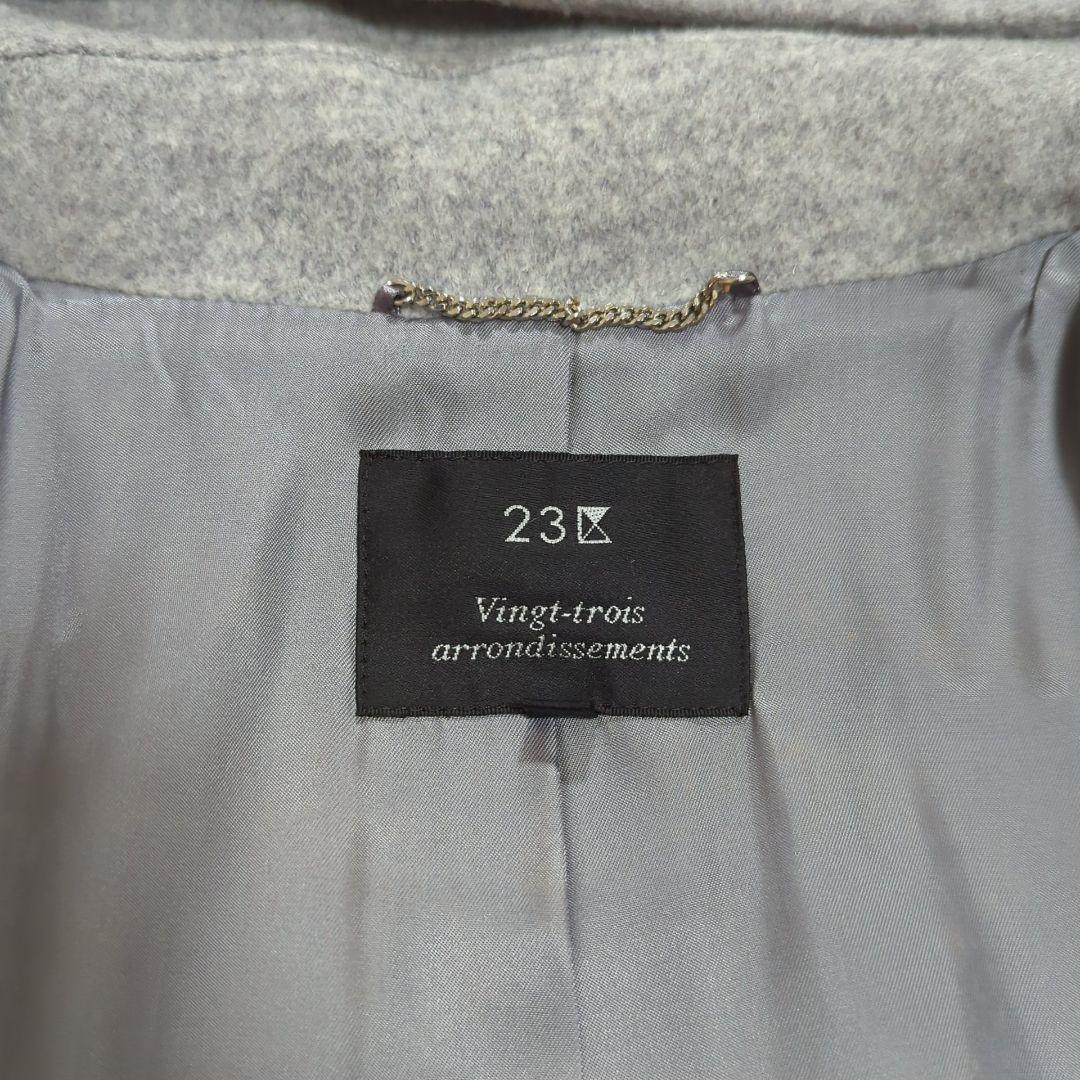 23区
Vingt-trois
arrondissements